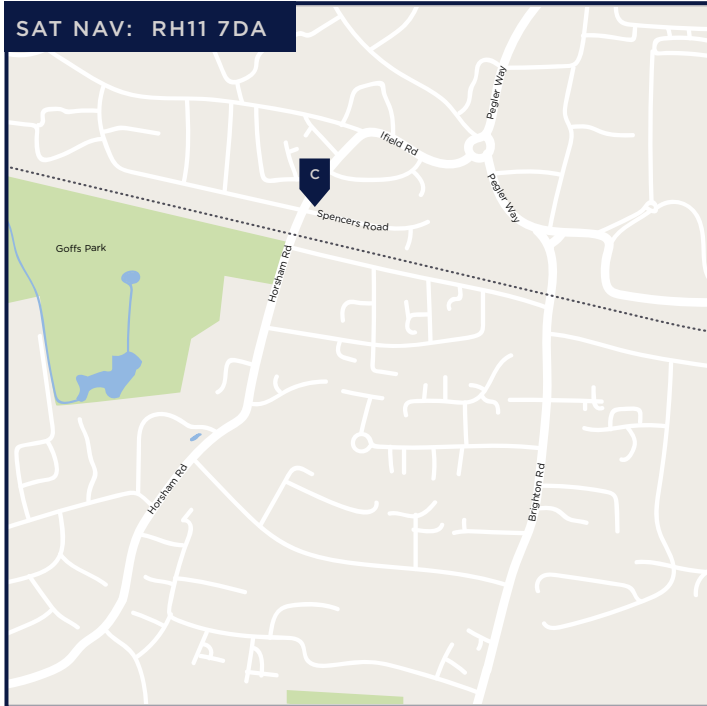 SAT NAV: RH11 7DA
Pegler Way
Ifield Rd
C
Pegler Way
Spencers Road
Goffs Park
Horsham Rd
Horsham Rd
Brighton Rd